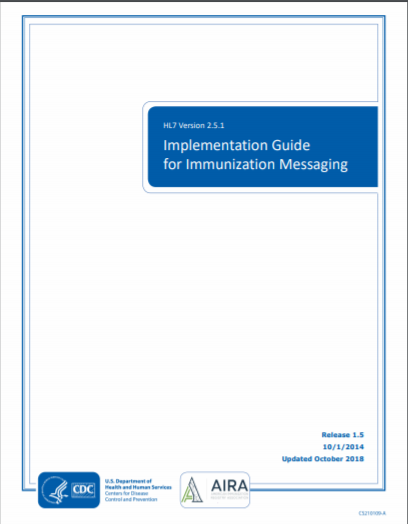 HL7 Version 2.5.1
Implementation Guide
for Immunization Messaging
Release 1.5
10/1/2014
Updated October 2018
CDC
U.S. Department of
Health and Human Services
Centers for Disease
Control and Prevention
AIRA
CS210109-A